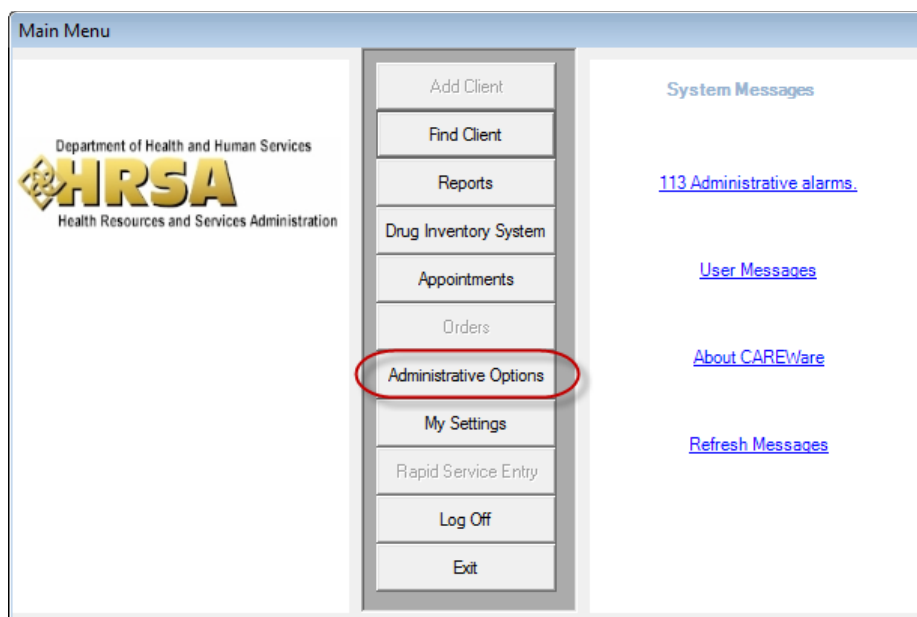 Main Menu
Department of Health and Human Services
HRSA
Health Resources and Services Administration
Add Client
Find Client
Reports
Drug Inventory System
Appointments
Orders
Administrative Options
My Settings
Rapid Service Entry
Log Off
Exit
System Messages
113 Administrative alarms.
User Messages
About CAREWare
Refresh Messages